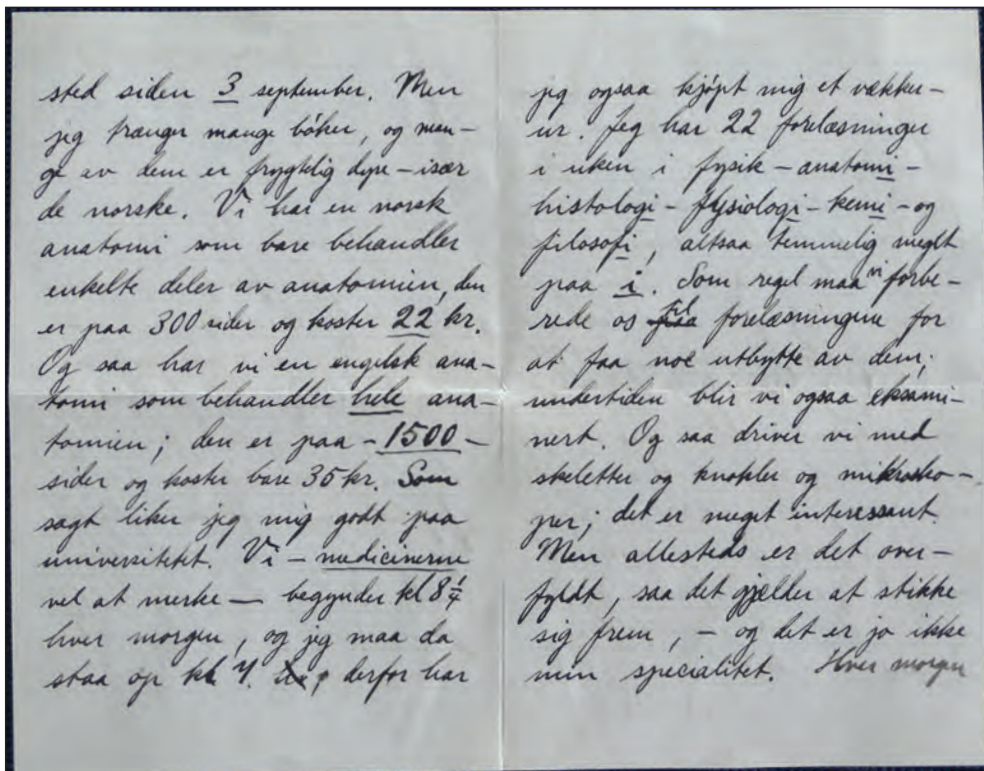 sted siden 3 september. Men
jeg trænger mange bøker, og man-
ge av dem er frygtelig dyre - især
de norske. Vi har en norsk
anatomi som bare behandler
enkelte deler av anatomien, den
er paa 300 sider og koster 22 kr.
Og saa har vi en engelsk ana-
tomi som behandler hele ana-
tomien; den er paa - 1500 -
sider og koster bare 35 kr. Som
sagt liker jeg mig godt paa
universitetet. Vi - medicinerne
vel at merke - begynder kl 8 1/4
hver morgen, og jeg maa da
staa op kl 7. derfor har
jeg ogsaa kjøpt mig et vækker-
ur. Jeg har 22 forelæsninger
i uken i fysik - anatomi -
histologi - fysiologi - kemi - og
filosofi, altsaa temmelig meget
paa i. Som regel maa vi forbe-
rede os til forelæsningene for
at faa noe utbytte av dem;
undertiden blir vi ogsaa eksami-
nert. Og saa driver vi med
skeletter og knokler og mikrosko-
per; det er meget interessant.
Men allesteds er det over-
fyldt, saa det gjælder at stikke
sig frem, - og det er jo ikke
min specialitet. Hver morgen